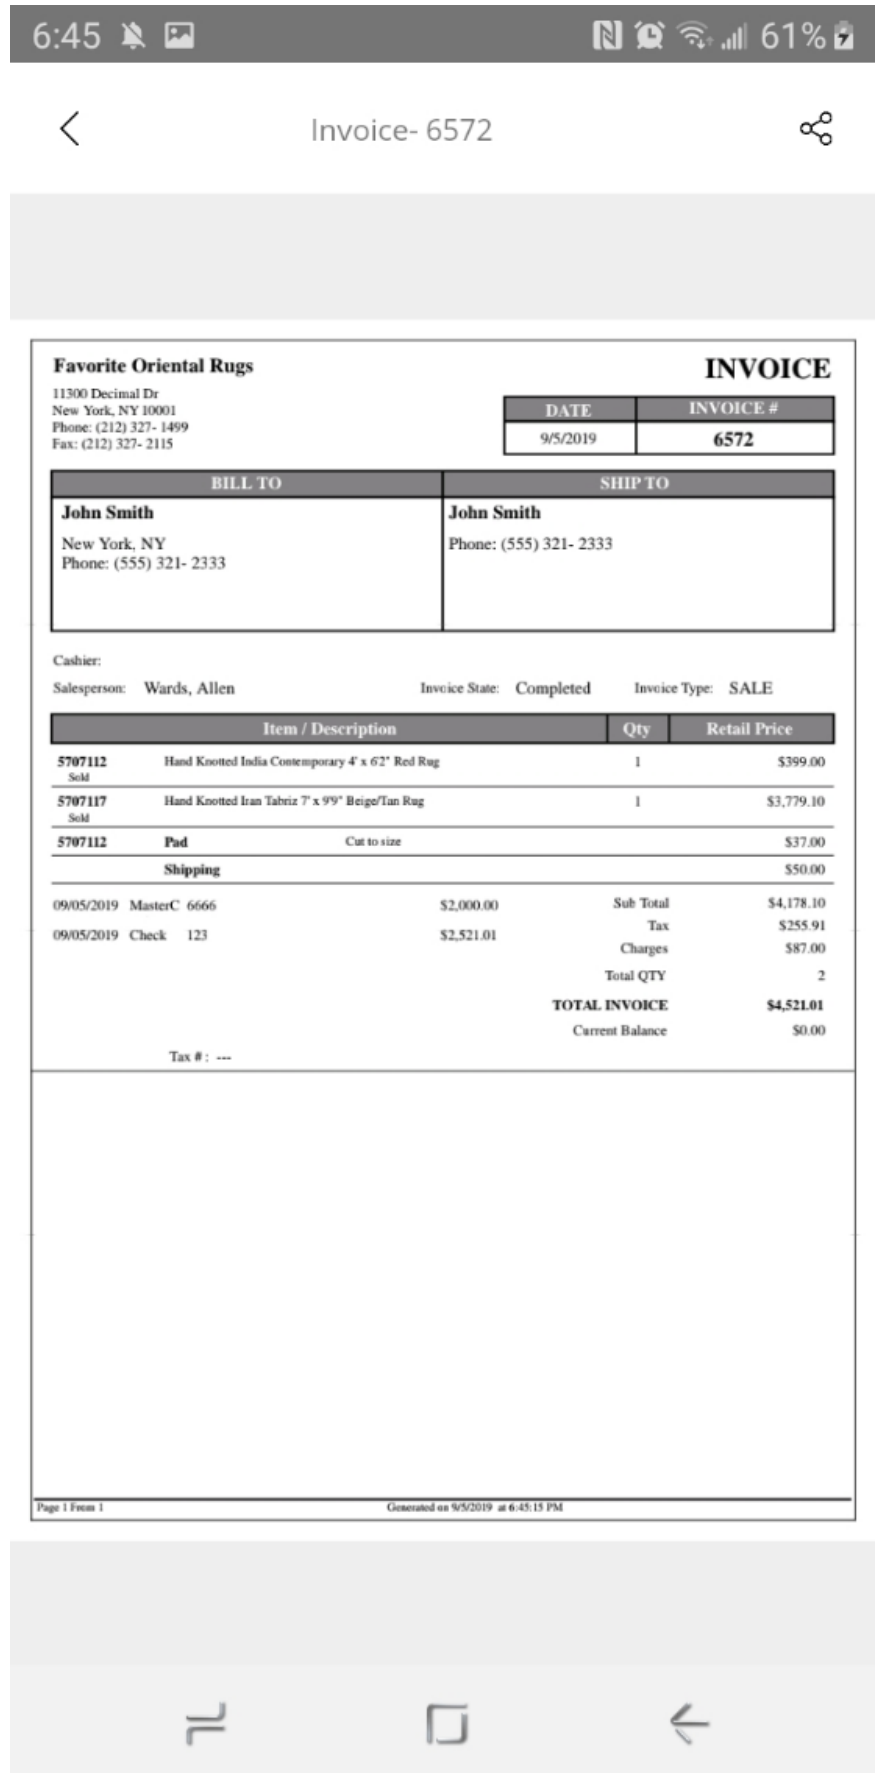 6:45 61%
Invoice- 6572
Favorite Oriental Rugs
INVOICE
11300 Decimal Dr
New York, NY 10001
Phone: (212) 327- 1499
Fax: (212) 327- 2115
DATE INVOICE #
9/5/2019 6572
BILL TO SHIP TO
John Smith John Smith
New York, NY
Phone: (555) 321- 2333 Phone: (555) 321- 2333
Cashier:
Salesperson: Wards, Allen Invoice State: Completed Invoice Type: SALE
Item / Description Qty Retail Price
5707112 Hand Knotted India Contemporary 4' x 6'2" Red Rug 1 $399.00
Sold
5707117 Hand Knotted Iran Tabriz 7' x 9'9" Beige/Tan Rug 1 $3,779.10
Sold
5707112 Pad Cut to size $37.00
Shipping $50.00
09/05/2019 MasterC 6666 $2,000.00
09/05/2019 Check 123 $2,521.01
Sub Total $4,178.10
Tax $255.91
Charges $87.00
Total QTY 2
TOTAL INVOICE $4,521.01
Current Balance $0.00
Tax # : ---
Page 1 From 1 Generated on 9/5/2019 at 6:45:15 PM